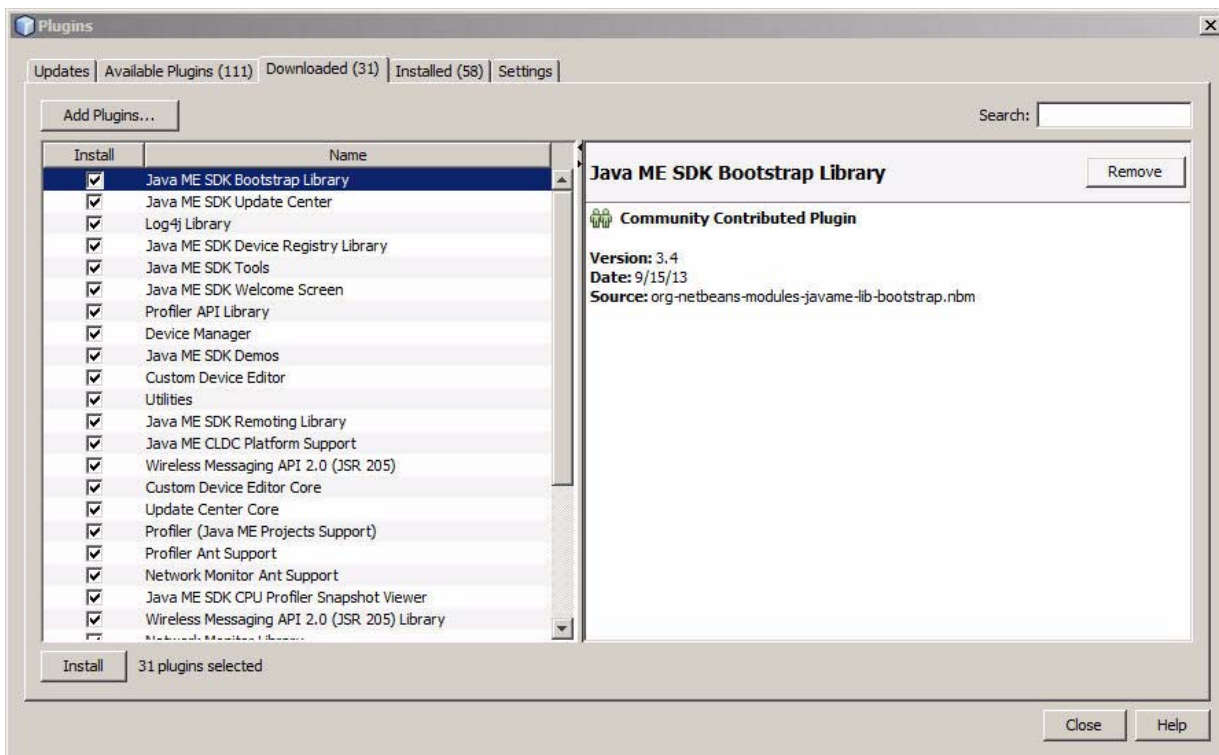 Plugins
Updates Available Plugins (111) Downloaded (31) Installed (58) Settings
Add Plugins...
Search:
Install Name
Java ME SDK Bootstrap Library
Java ME SDK Update Center
Log4j Library
Java ME SDK Device Registry Library
Java ME SDK Tools
Java ME SDK Welcome Screen
Profiler API Library
Device Manager
Java ME SDK Demos
Custom Device Editor
Utilities
Java ME SDK Remoting Library
Java ME CLDC Platform Support
Wireless Messaging API 2.0 (JSR 205)
Custom Device Editor Core
Update Center Core
Profiler (Java ME Projects Support)
Profiler Ant Support
Network Monitor Ant Support
Java ME SDK CPU Profiler Snapshot Viewer
Wireless Messaging API 2.0 (JSR 205) Library
Network Monitor Library
Java ME SDK Bootstrap Library
Remove
Community Contributed Plugin
Version: 3.4
Date: 9/15/13
Source: org-netbeans-modules-javame-lib-bootstrap.nbm
Install 31 plugins selected
Close Help